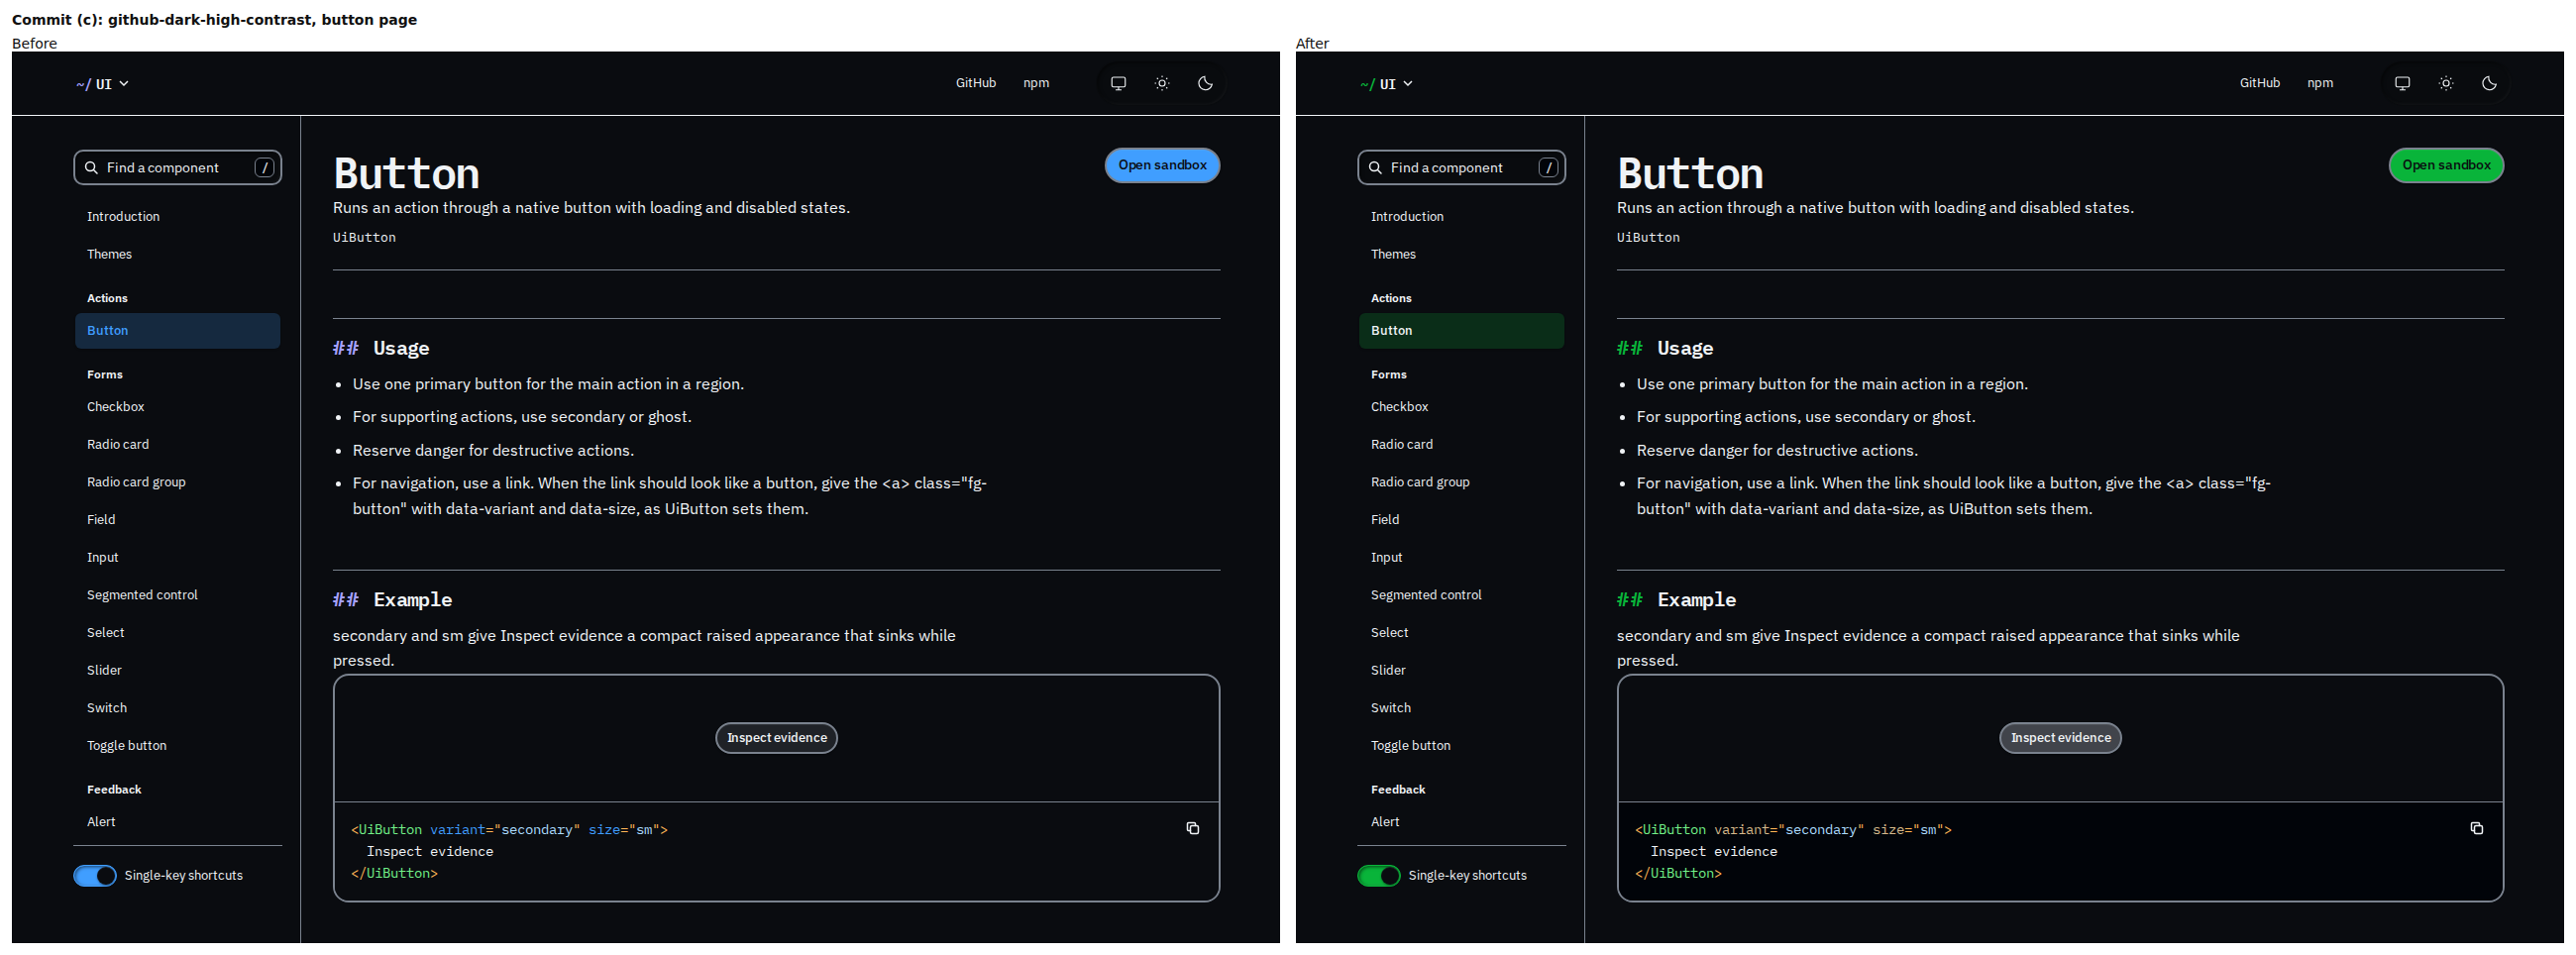 Commit (c): github-dark-high-contrast, button page
Before
~/ UI
GitHub
npm
Find a component
/
Introduction
Themes
Actions
Button
Forms
Checkbox
Radio card
Radio card group
Field
Input
Segmented control
Select
Slider
Switch
Toggle button
Feedback
Alert
Single-key shortcuts
Button
Open sandbox
Runs an action through a native button with loading and disabled states.
UiButton
## Usage
Use one primary button for the main action in a region.
For supporting actions, use secondary or ghost.
Reserve danger for destructive actions.
For navigation, use a link. When the link should look like a button, give the <a> class="fg-
button" with data-variant and data-size, as UiButton sets them.
## Example
secondary and sm give Inspect evidence a compact raised appearance that sinks while
pressed.
Inspect evidence
<UiButton variant="secondary" size="sm">
Inspect evidence
</UiButton>
After
~/ UI
GitHub
npm
Find a component
/
Introduction
Themes
Actions
Button
Forms
Checkbox
Radio card
Radio card group
Field
Input
Segmented control
Select
Slider
Switch
Toggle button
Feedback
Alert
Single-key shortcuts
Button
Open sandbox
Runs an action through a native button with loading and disabled states.
UiButton
## Usage
Use one primary button for the main action in a region.
For supporting actions, use secondary or ghost.
Reserve danger for destructive actions.
For navigation, use a link. When the link should look like a button, give the <a> class="fg-
button" with data-variant and data-size, as UiButton sets them.
## Example
secondary and sm give Inspect evidence a compact raised appearance that sinks while
pressed.
Inspect evidence
<UiButton variant="secondary" size="sm">
Inspect evidence
</UiButton>